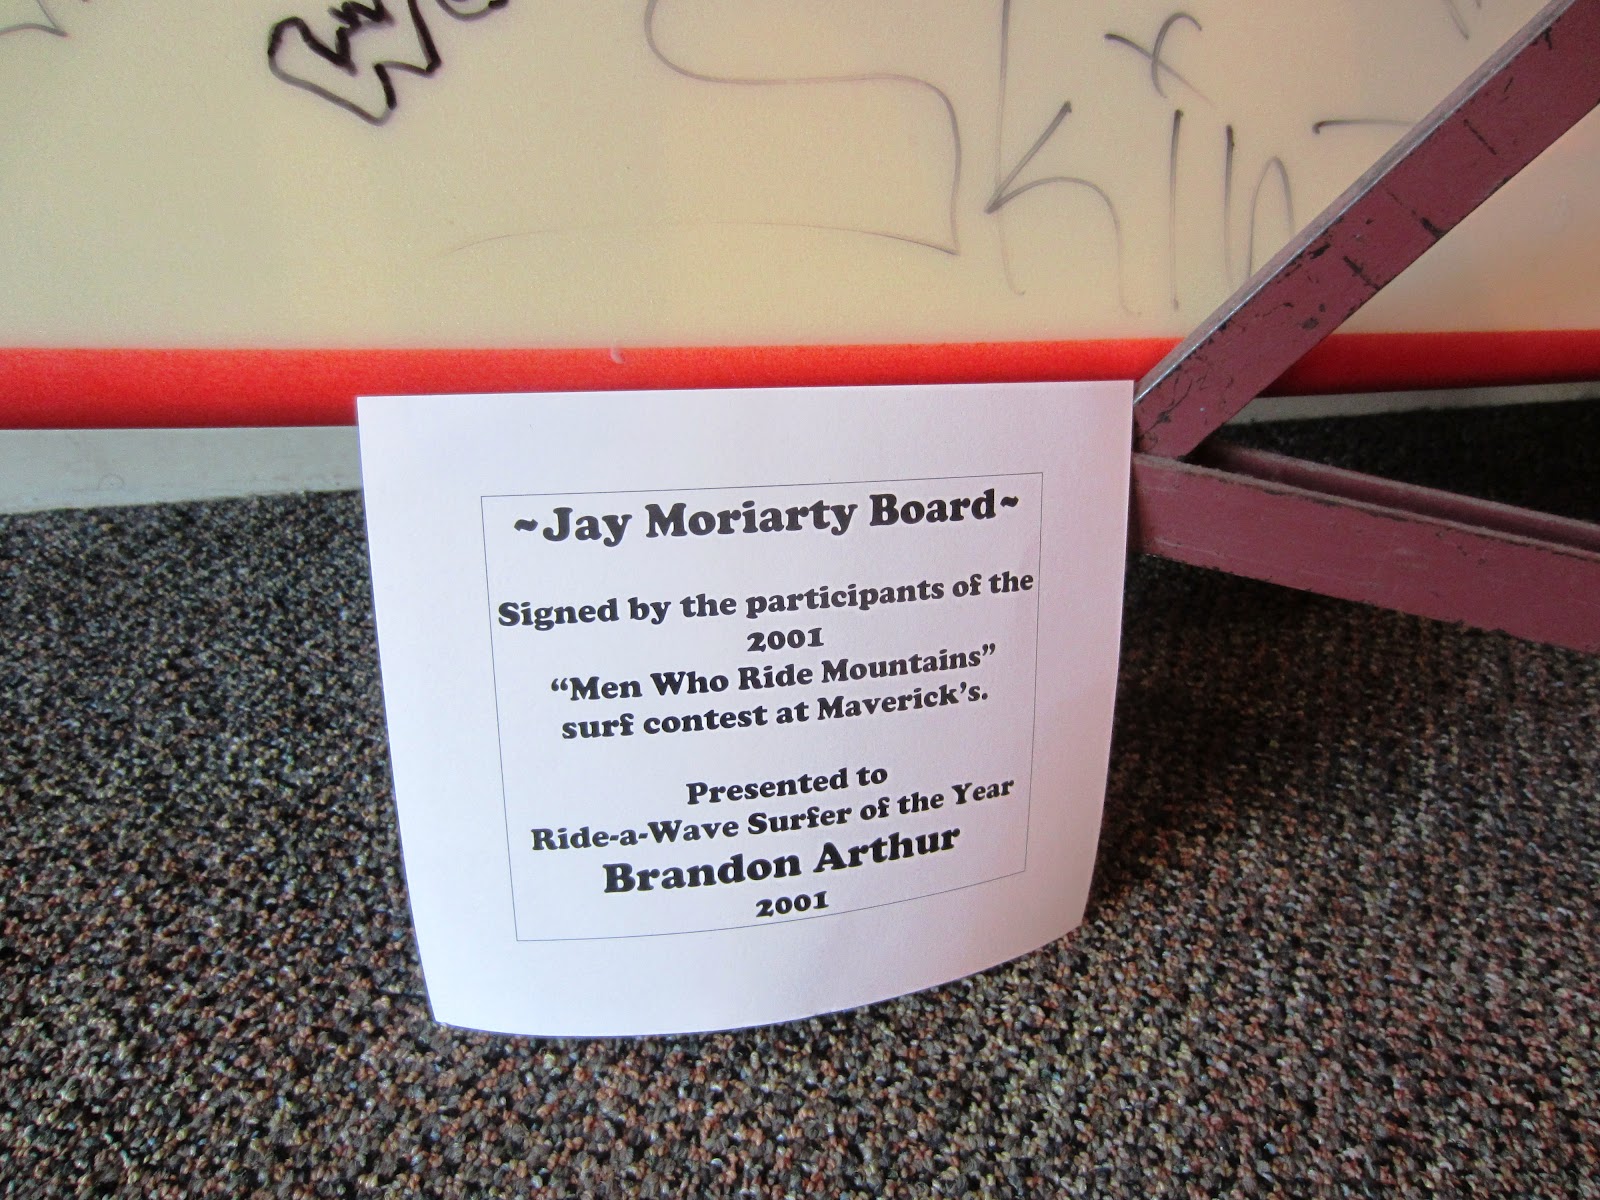 ~Jay Moriarty Board~
Signed by the participants of the
2001
“Men Who Ride Mountains”
surf contest at Maverick’s.
Presented to
Ride-a-Wave Surfer of the Year
Brandon Arthur
2001